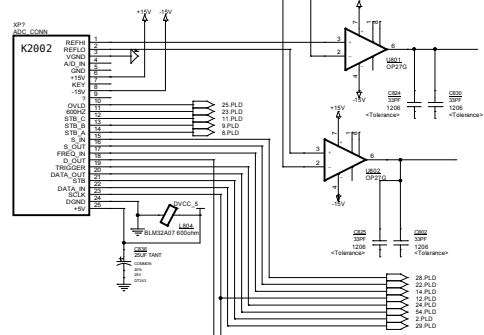 XP?
ADC_CONN
K2002
REFHI 1
REFLO 2
VGND 3
A/D_IN 4
GND 5
+15V 6
KEY 7
-15V 8
? 9
OVLD 10
600HZ 11
STB_C 12
STB_B 13
STB_A 14
S_IN 15
S_OUT 16
FREQ_IN 17
D_OUT 18
TRIGGER 19
DATA_OUT 20
STB 21
DATA_IN 22
SCLK 23
DGND 24
+5V 25
+15V -15V
25.PLD
23.PLD
11.PLD
9.PLD
8.PLD
DVCC_5
L804
BLM32A07 600ohm
C836
25UF TANT
COMMON
20%
25V
7
3
2
6
4
U801
OP27G
-15V
C824
33PF
1206
<Tolerance>
C830
33PF
1206
<Tolerance>
+15V
7
3
2
6
4
U802
OP27G
-15V
C825
33PF
1206
<Tolerance>
C802
33PF
1206
<Tolerance>
28.PLD
22.PLD
14.PLD
12.PLD
24.PLD
54.PLD
2.PLD
29.PLD